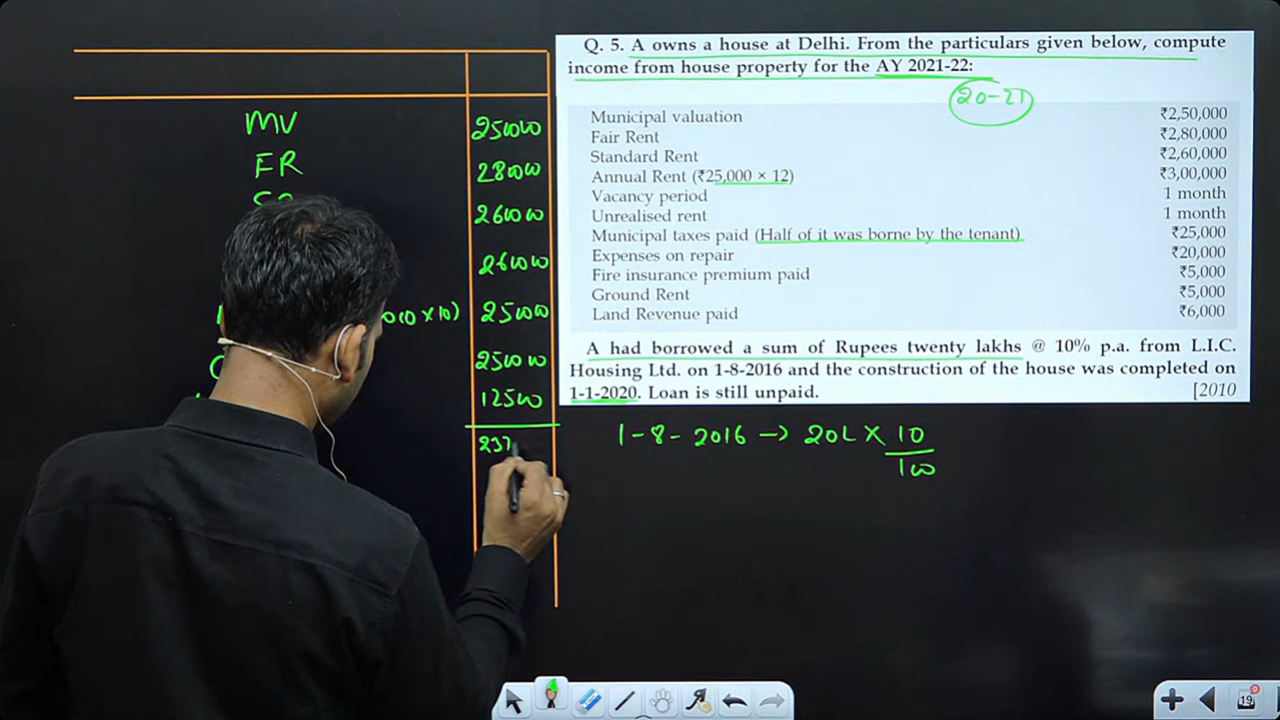 Q. 5. A owns a house at Delhi. From the particulars given below, compute
income from house property for the AY 2021-22:
20-21
Municipal valuation ₹2,50,000
Fair Rent ₹2,80,000
Standard Rent ₹2,60,000
Annual Rent (₹25,000 × 12) ₹3,00,000
Vacancy period 1 month
Unrealised rent 1 month
Municipal taxes paid (Half of it was borne by the tenant) ₹25,000
Expenses on repair ₹20,000
Fire insurance premium paid ₹5,000
Ground Rent ₹5,000
Land Revenue paid ₹6,000
A had borrowed a sum of Rupees twenty lakhs @ 10% p.a. from L.I.C.
Housing Ltd. on 1-8-2016 and the construction of the house was completed on
1-1-2020. Loan is still unpaid. [2010
MV 250000
FR 280000
260000
260000
× 10) 250000
250000
12500
237
1-8-2016 → 20L × 10
100
19